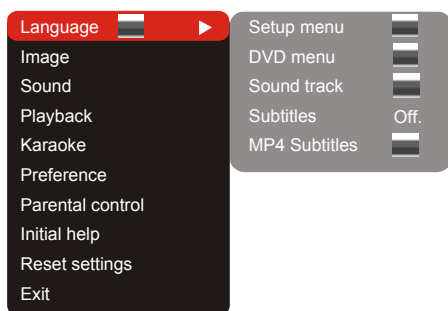 Language
Image
Sound
Playback
Karaoke
Preference
Parental control
Initial help
Reset settings
Exit
Setup menu
DVD menu
Sound track
Subtitles Off.
MP4 Subtitles